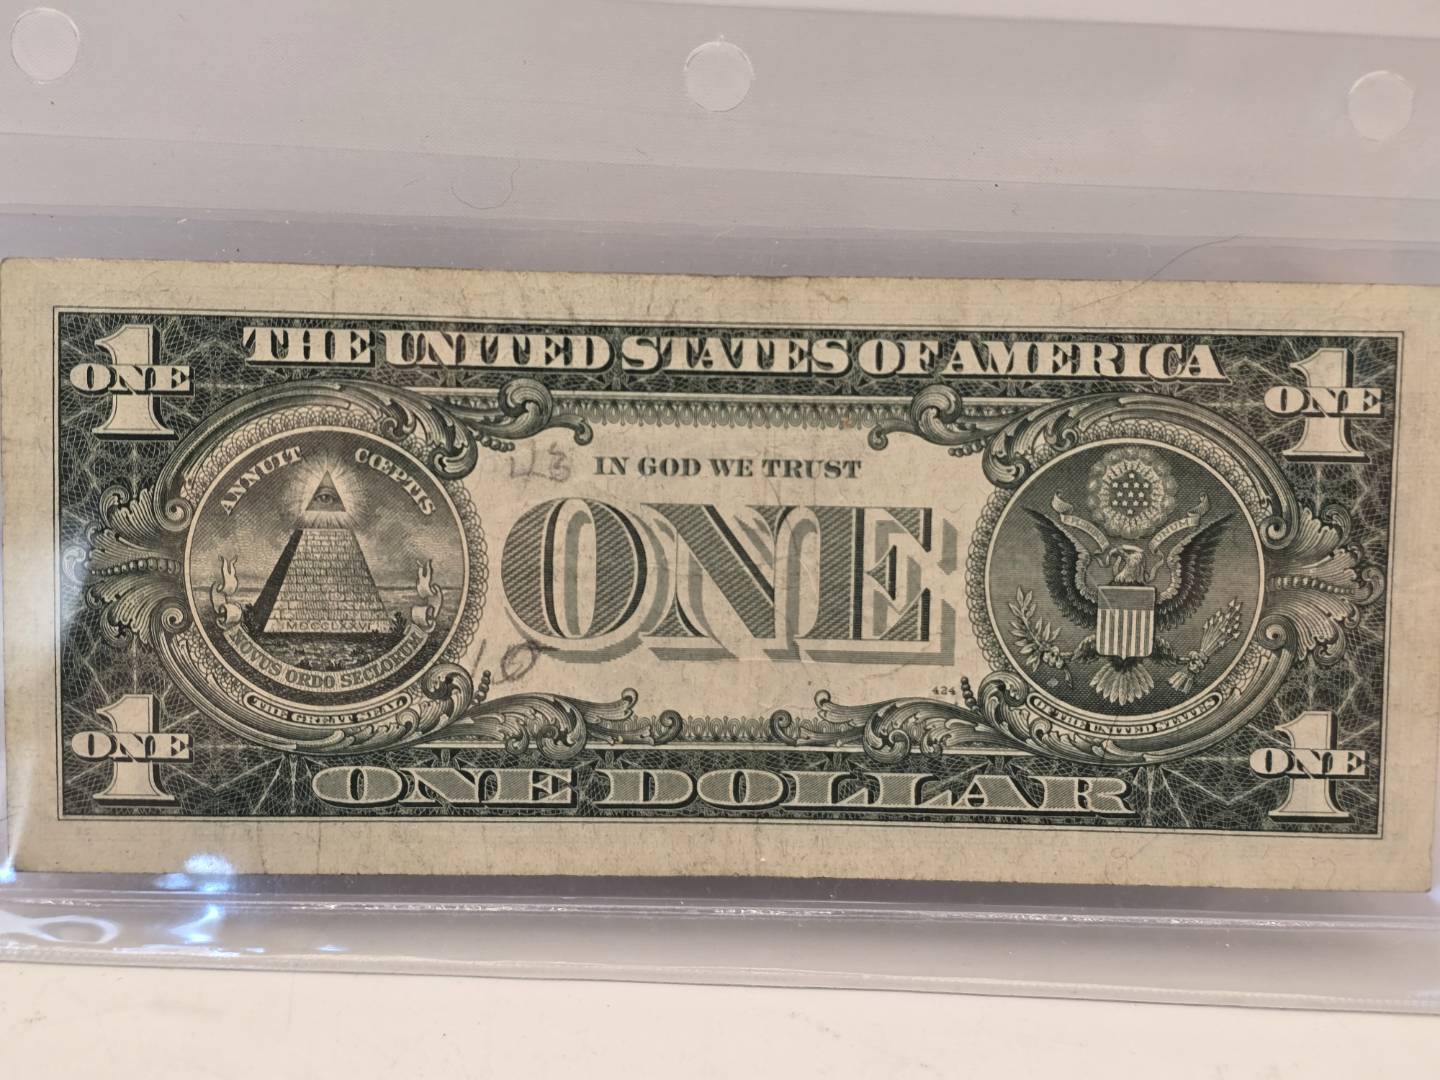 THE UNITED STATES OF AMERICA
1
ONE
1
ONE
ANNUIT CŒPTIS
IN GOD WE TRUST
ONE
MDCCLXXVI
NOVUS ORDO SECLORUM
THE GREAT SEAL
424
OF THE UNITED STATES
1
ONE
1
ONE
ONE DOLLAR